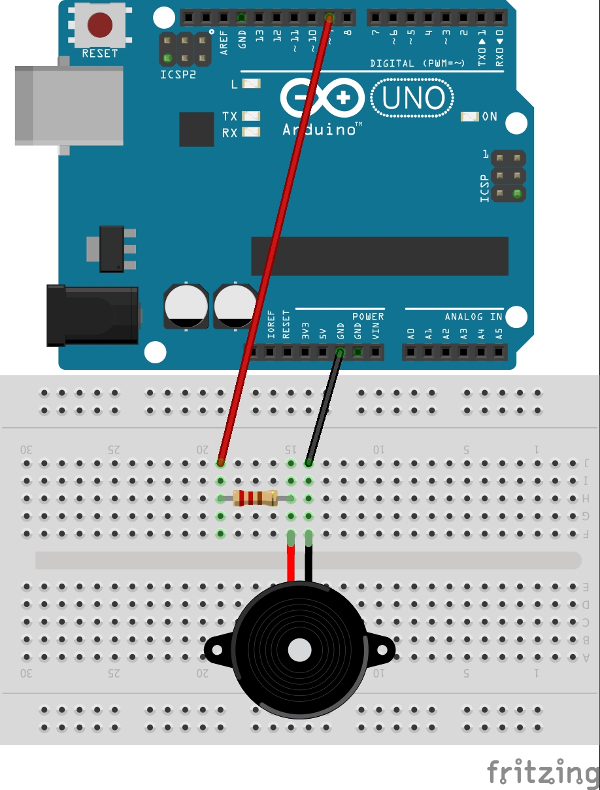 RESET
ICSP2
AREF
GND
13
12
~11
~10
~9
8
7
~6
~5
4
~3
2
TX0▶1
RX0◀0
DIGITAL (PWM=~)
L
TX
RX
Arduino™
UNO
ON
1
ICSP
IOREF
RESET
3V3
5V
GND
GND
VIN
POWER
ANALOG IN
A0
A1
A2
A3
A4
A5
30
25
20
15
10
5
1
J
I
H
G
F
E
D
C
B
A
30
25
20
10
5
1
fritzing